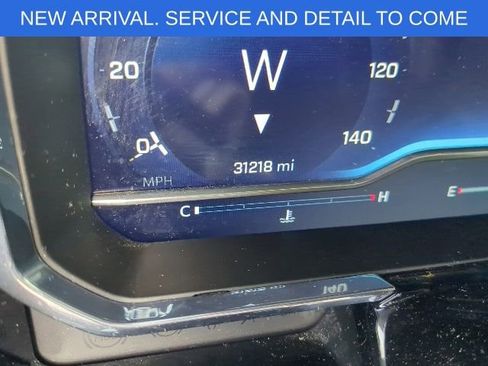 NEW ARRIVAL. SERVICE AND DETAIL TO COME
20 W 120
0 140
31218 mi
MPH
C H E